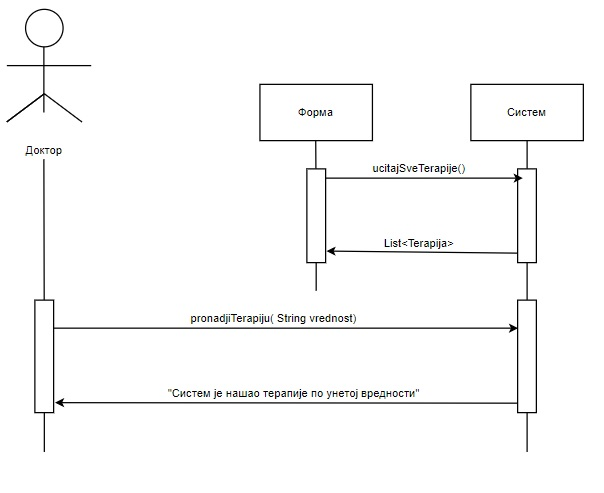 Доктор
Форма
Систем
ucitajSveTerapije()
List<Terapija>
pronadjiTerapiju( String vrednost)
"Систем је нашао терапије по унетој вредности"